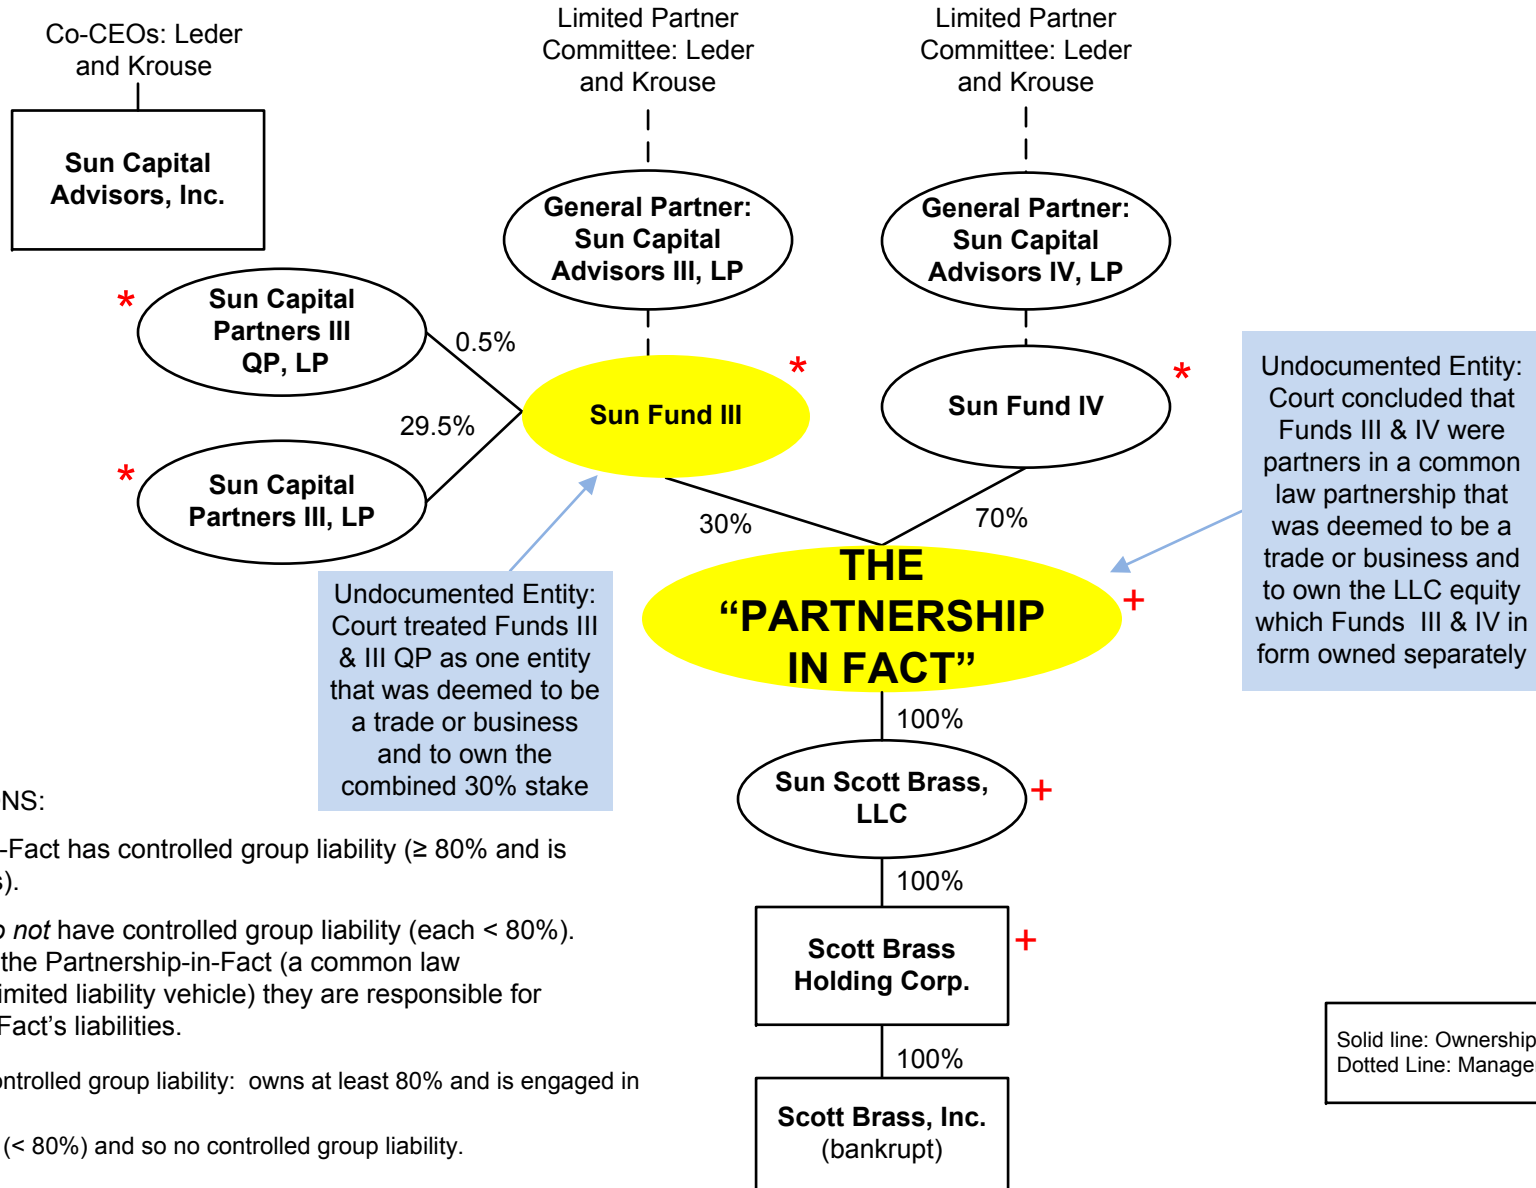 Co-CEOs: Leder
and Krouse
Limited Partner
Committee: Leder
and Krouse
Limited Partner
Committee: Leder
and Krouse
Sun Capital
Advisors, Inc.
General Partner:
Sun Capital
Advisors III, LP
General Partner:
Sun Capital
Advisors IV, LP
* Sun Capital
Partners III
QP, LP
0.5%
29.5%
* Sun Capital
Partners III, LP
Sun Fund III *
Sun Fund IV *
30%
70%
Undocumented Entity:
Court concluded that
Funds III & IV were
partners in a common
law partnership that
was deemed to be a
trade or business and
to own the LLC equity
which Funds III & IV in
form owned separately
Undocumented Entity:
Court treated Funds III
& III QP as one entity
that was deemed to be
a trade or business
and to own the
combined 30% stake
THE
“PARTNERSHIP
IN FACT” +
100%
Sun Scott Brass,
LLC +
100%
Scott Brass
Holding Corp. +
100%
Scott Brass, Inc.
(bankrupt)
NS:
-Fact has controlled group liability (≥ 80% and is
s).
o not have controlled group liability (each < 80%).
the Partnership-in-Fact (a common law
imited liability vehicle) they are responsible for
Fact’s liabilities.
ontrolled group liability: owns at least 80% and is engaged in
(< 80%) and so no controlled group liability.
Solid line: Ownership
Dotted Line: Manage